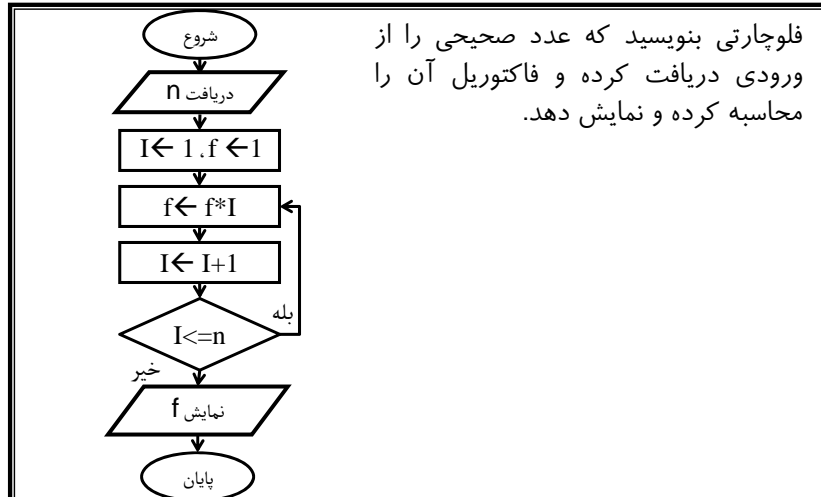 فلوچارتی بنویسید که عدد صحیحی را از
ورودی دریافت کرده و فاکتوریل آن را
محاسبه کرده و نمایش دهد.
شروع
دریافت n
I← 1 ،f ←1
f← f*I
I← I+1
I<=n
بله
خیر
نمایش f
پایان